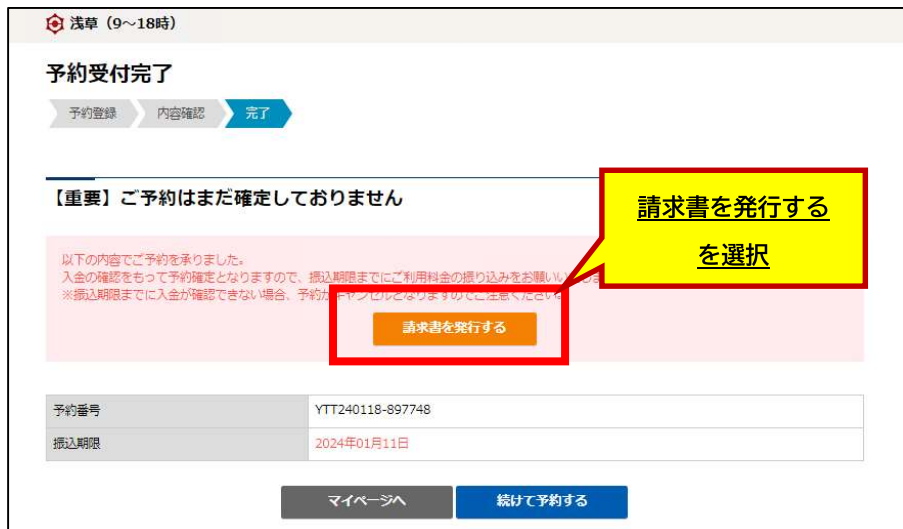 浅草（9～18時）
予約受付完了
予約登録 内容確認 完了
【重要】ご予約はまだ確定しておりません
請求書を発行する
を選択
以下の内容でご予約を承りました。
入金の確認をもって予約確定となりますので、振込期限までにご利用料金の振り込みをお願いい
※振込期限までに入金が確認できない場合、予約がキャンセルとなりますのでご注意ください
請求書を発行する
予約番号 YTT240118-897748
振込期限 2024年01月11日
マイページへ 続けて予約する